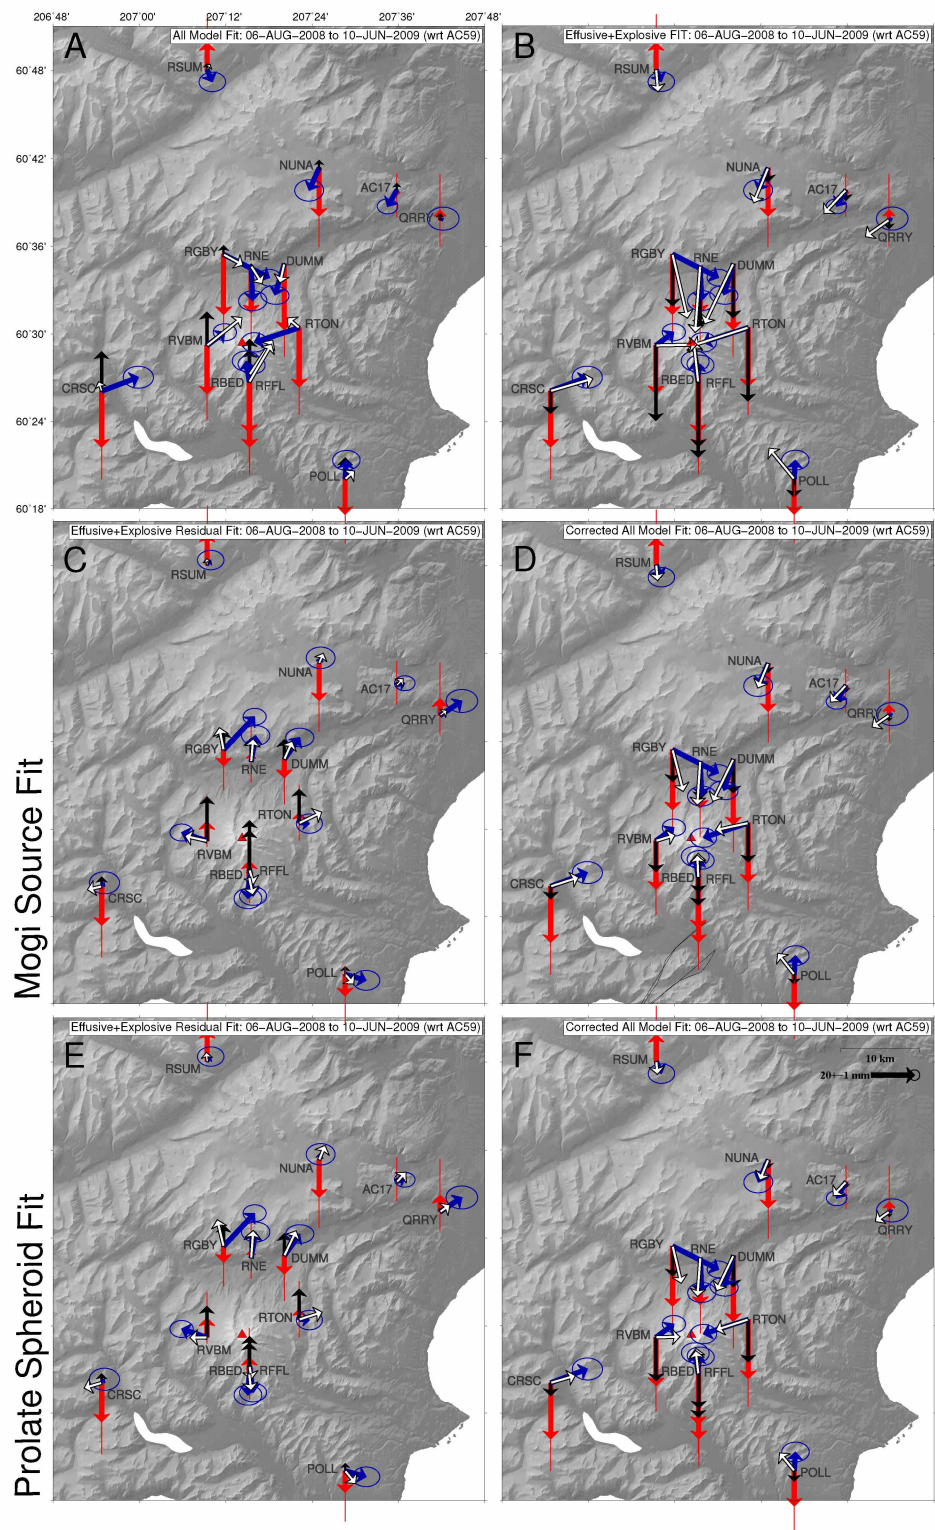 206˚48' 207˚00' 207˚12' 207˚24' 207˚36' 207˚48'
A
All Model Fit: 06-AUG-2008 to 10-JUN-2009 (wrt AC59)
60˚48'
60˚42'
60˚36'
60˚30'
60˚24'
60˚18'
RSUM
NUNA
AC17
QRRY
RGBY
RNE
DUMM
RTON
RVBM
CRSC
RBED
RFFL
POLL
B
Effusive+Explosive FIT: 06-AUG-2008 to 10-JUN-2009 (wrt AC59)
RSUM
NUNA
AC17
QRRY
RGBY
RNE
DUMM
RTON
RVBM
CRSC
RBED
RFFL
POLL
Mogi Source Fit
C
Effusive+Explosive Residual Fit: 06-AUG-2008 to 10-JUN-2009 (wrt AC59)
RSUM
NUNA
AC17
QRRY
RGBY
RNE
DUMM
RTON
RVBM
RBED
RFFL
CRSC
POLL
D
Corrected All Model Fit: 06-AUG-2008 to 10-JUN-2009 (wrt AC59)
RSUM
NUNA
AC17
QRRY
RGBY
RNE
DUMM
RTON
RVBM
RBED
RFFL
CRSC
POLL
Prolate Spheroid Fit
E
Effusive+Explosive Residual Fit: 06-AUG-2008 to 10-JUN-2009 (wrt AC59)
RSUM
NUNA
AC17
QRRY
RGBY
RNE
DUMM
RTON
RVBM
RBED
RFFL
CRSC
POLL
F
Corrected All Model Fit: 06-AUG-2008 to 10-JUN-2009 (wrt AC59)
10 km
20+-1 mm
RSUM
NUNA
AC17
QRRY
RGBY
RNE
DUMM
RTON
RVBM
RBED
RFFL
CRSC
POLL